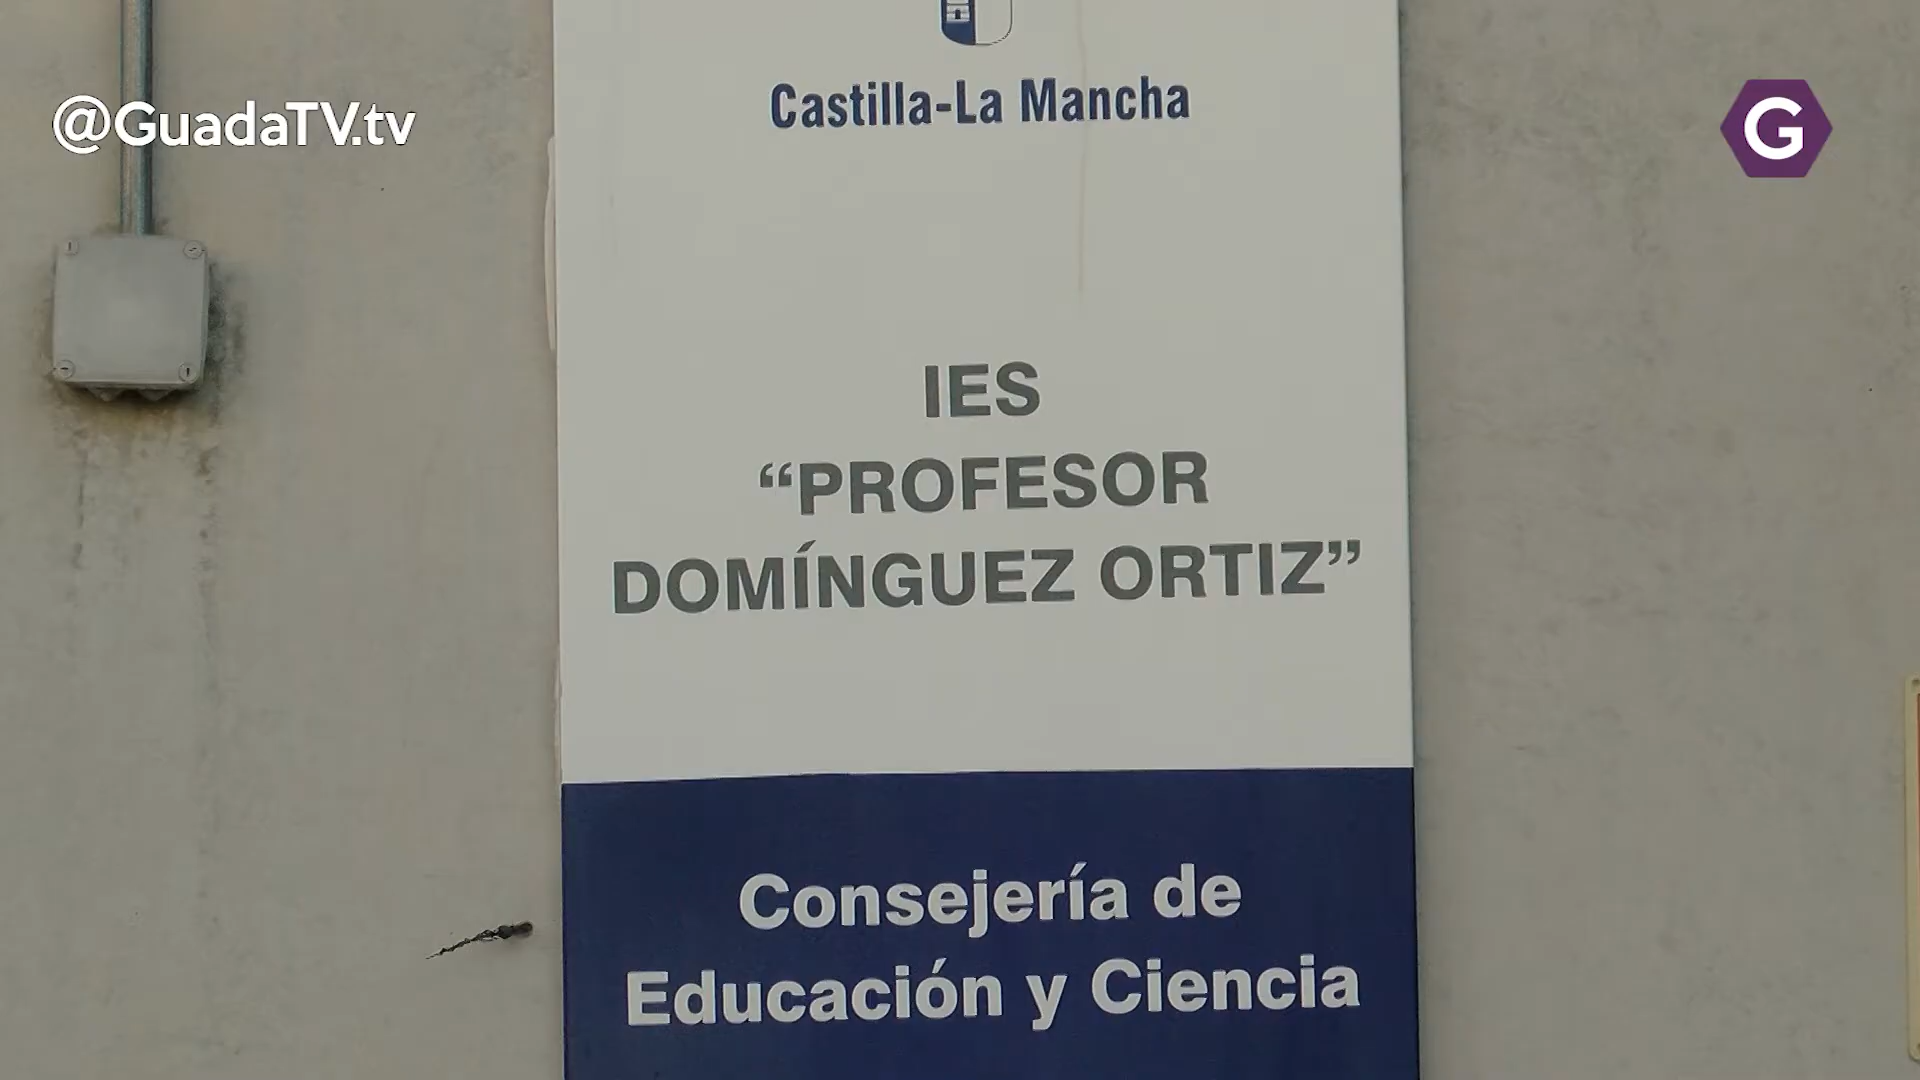 @GuadaTV.tv
G
Castilla-La Mancha
IES
“PROFESOR
DOMÍNGUEZ ORTIZ”
Consejería de
Educación y Ciencia